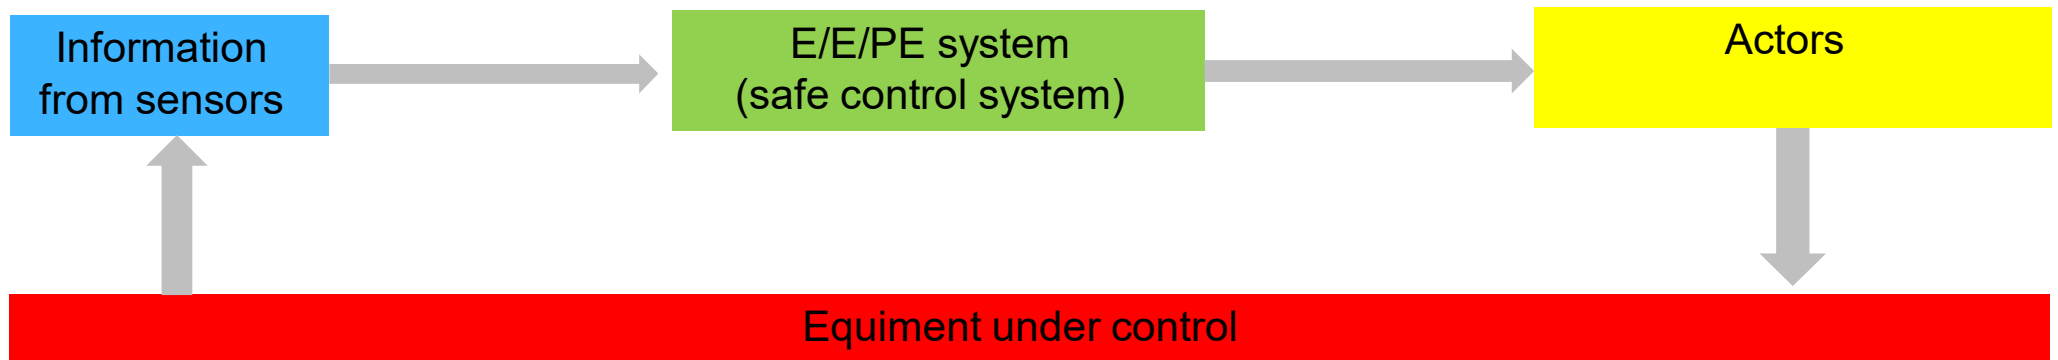 Information
from sensors
E/E/PE system
(safe control system)
Actors
Equiment under control